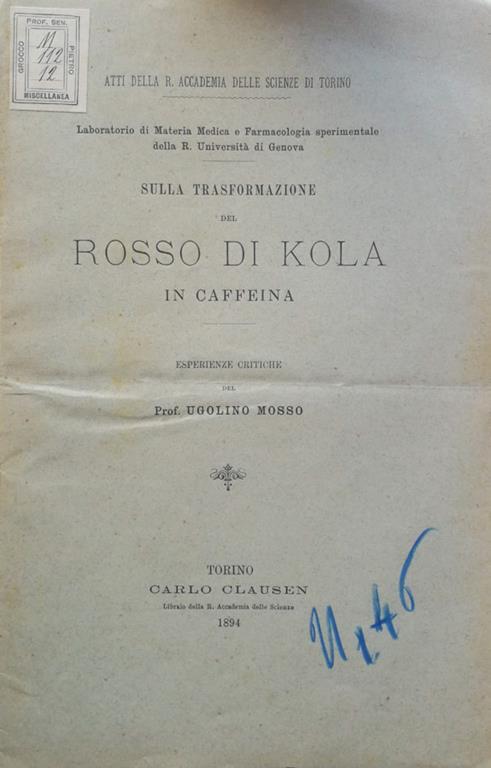 PROF. SEN.
GROCCO
PIETRO
112
12
MISCELLANEA
ATTI DELLA R. ACCADEMIA DELLE SCIENZE DI TORINO
Laboratorio di Materia Medica e Farmacologia sperimentale
della R. Università di Genova
SULLA TRASFORMAZIONE
DEL
ROSSO DI KOLA
IN CAFFEINA
ESPERIENZE CRITICHE
DEL
Prof. UGOLINO MOSSO
TORINO
CARLO CLAUSEN
Libraio della R. Accademia delle Scienze
1894